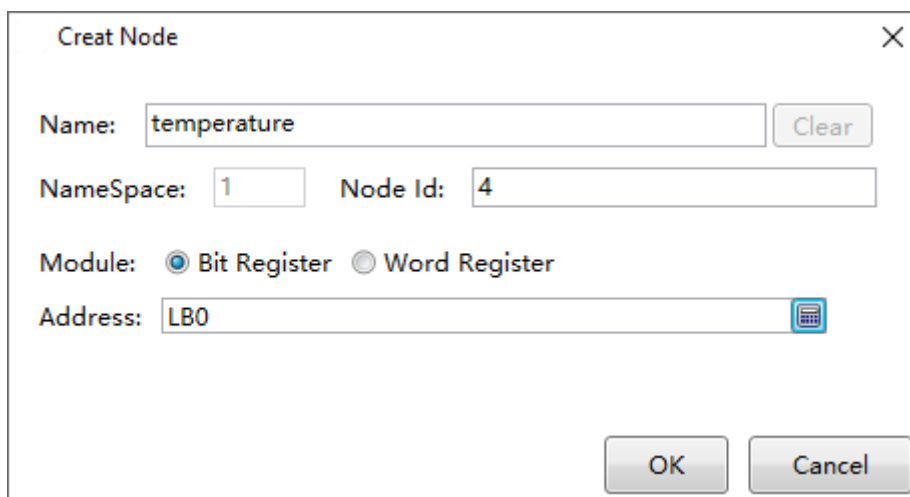 Creat Node
Name: temperature Clear
NameSpace: 1 Node Id: 4
Module: Bit Register Word Register
Address: LB0
OK Cancel